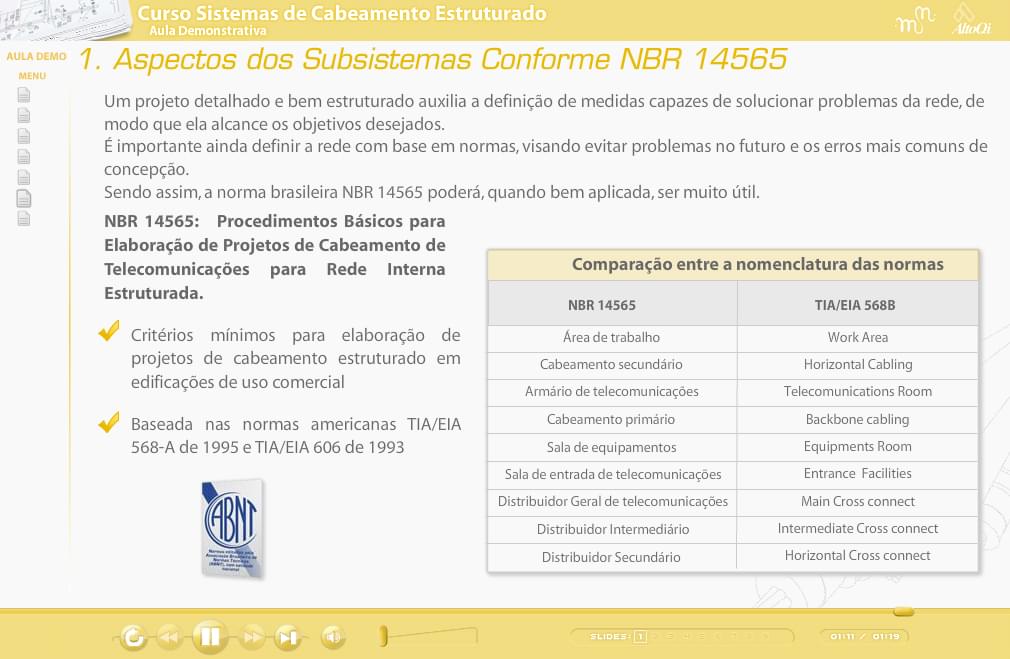 Curso Sistemas de Cabeamento Estruturado
Aula Demonstrativa
AltoQi
AULA DEMO
MENU
1. Aspectos dos Subsistemas Conforme NBR 14565
Um projeto detalhado e bem estruturado auxilia a definição de medidas capazes de solucionar problemas da rede, de
modo que ela alcance os objetivos desejados.
É importante ainda definir a rede com base em normas, visando evitar problemas no futuro e os erros mais comuns de
concepção.
Sendo assim, a norma brasileira NBR 14565 poderá, quando bem aplicada, ser muito útil.
NBR 14565: Procedimentos Básicos para
Elaboração de Projetos de Cabeamento de
Telecomunicações para Rede Interna
Estruturada.
Critérios mínimos para elaboração de
projetos de cabeamento estruturado em
edificações de uso comercial
Baseada nas normas americanas TIA/EIA
568-A de 1995 e TIA/EIA 606 de 1993
ABNT
Comparação entre a nomenclatura das normas
NBR 14565 TIA/EIA 568B
Área de trabalho Work Area
Cabeamento secundário Horizontal Cabling
Armário de telecomunicações Telecommunications Room
Cabeamento primário Backbone cabling
Sala de equipamentos Equipments Room
Sala de entrada de telecomunicações Entrance Facilities
Distribuidor Geral de telecomunicações Main Cross connect
Distribuidor Intermediário Intermediate Cross connect
Distribuidor Secundário Horizontal Cross connect
SLIDES: 1 2 3 4 5 6 7 8 9
01:11 / 01:19